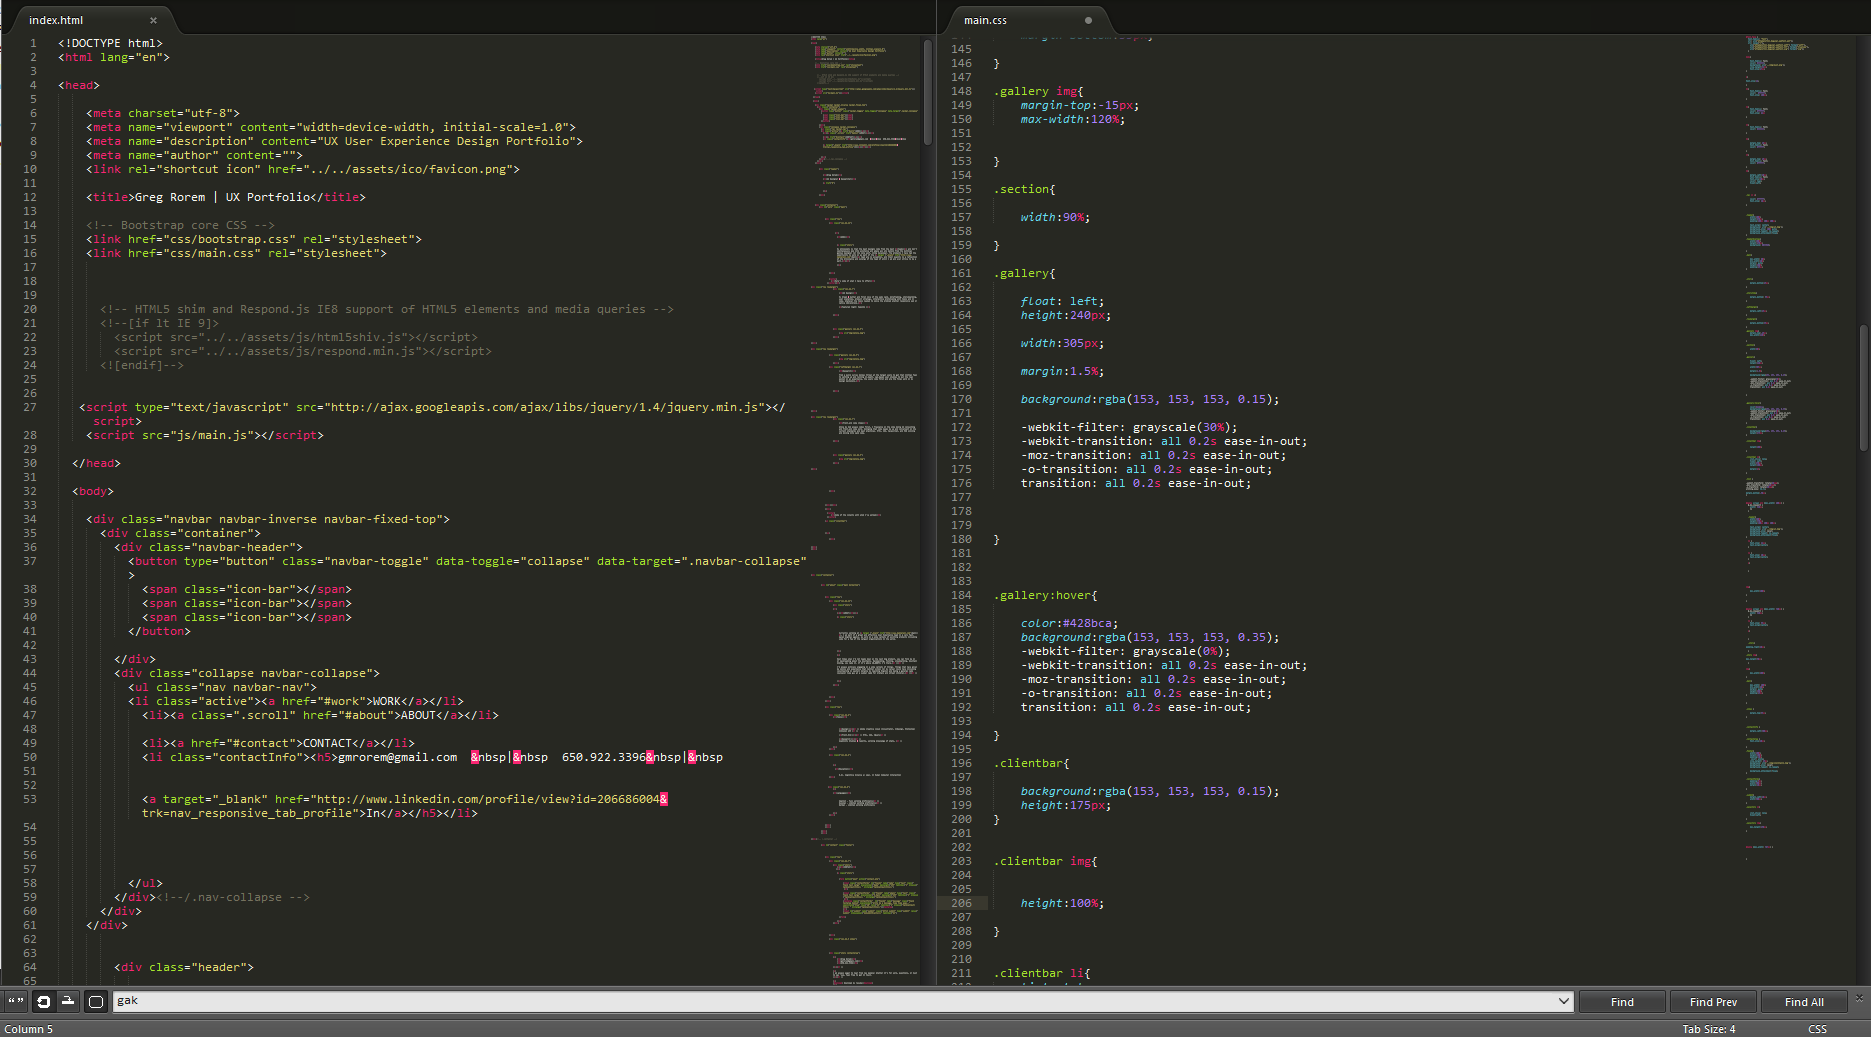 index.html ×
1 <!DOCTYPE html>
2 <html lang="en">
3
4 <head>
5
6 <meta charset="utf-8">
7 <meta name="viewport" content="width=device-width, initial-scale=1.0">
8 <meta name="description" content="UX User Experience Design Portfolio">
9 <meta name="author" content="">
10 <link rel="shortcut icon" href="../../assets/ico/favicon.png">
11
12 <title>Greg Rorem | UX Portfolio</title>
13
14 <!-- Bootstrap core CSS -->
15 <link href="css/bootstrap.css" rel="stylesheet">
16 <link href="css/main.css" rel="stylesheet">
17
18
19
20 <!-- HTML5 shim and Respond.js IE8 support of HTML5 elements and media queries -->
21 <!--[if lt IE 9]>
22 <script src="../../assets/js/html5shiv.js"></script>
23 <script src="../../assets/js/respond.min.js"></script>
24 <![endif]-->
25
26
27 <script type="text/javascript" src="http://ajax.googleapis.com/ajax/libs/jquery/1.4/jquery.min.js"></
script>
28 <script src="js/main.js"></script>
29
30 </head>
31
32 <body>
33
34 <div class="navbar navbar-inverse navbar-fixed-top">
35 <div class="container">
36 <div class="navbar-header">
37 <button type="button" class="navbar-toggle" data-toggle="collapse" data-target=".navbar-collapse"
>
38 <span class="icon-bar"></span>
39 <span class="icon-bar"></span>
40 <span class="icon-bar"></span>
41 </button>
42
43 </div>
44 <div class="collapse navbar-collapse">
45 <ul class="nav navbar-nav">
46 <li class="active"><a href="#work">WORK</a></li>
47 <li><a class=".scroll" href="#about">ABOUT</a></li>
48
49 <li><a href="#contact">CONTACT</a></li>
50 <li class="contactInfo"><h5>gmrorem@gmail.com &nbsp|&nbsp 650.922.3396&nbsp|&nbsp
51
52
53 <a target="_blank" href="http://www.linkedin.com/profile/view?id=206686004&
trk=nav_responsive_tab_profile">In</a></h5></li>
54
55
56
57
58 </ul>
59 </div><!--/.nav-collapse -->
60 </div>
61 </div>
62
63
64 <div class="header">
65
main.css
145
146 }
147
148 .gallery img{
149 margin-top:-15px;
150 max-width:120%;
151
152
153 }
154
155 .section{
156
157 width:90%;
158
159 }
160
161 .gallery{
162
163 float: left;
164 height:240px;
165
166 width:305px;
167
168 margin:1.5%;
169
170 background:rgba(153, 153, 153, 0.15);
171
172 -webkit-filter: grayscale(30%);
173 -webkit-transition: all 0.2s ease-in-out;
174 -moz-transition: all 0.2s ease-in-out;
175 -o-transition: all 0.2s ease-in-out;
176 transition: all 0.2s ease-in-out;
177
178
179
180 }
181
182
183
184 .gallery:hover{
185
186 color:#428bca;
187 background:rgba(153, 153, 153, 0.35);
188 -webkit-filter: grayscale(0%);
189 -webkit-transition: all 0.2s ease-in-out;
190 -moz-transition: all 0.2s ease-in-out;
191 -o-transition: all 0.2s ease-in-out;
192 transition: all 0.2s ease-in-out;
193
194 }
195
196 .clientbar{
197
198 background:rgba(153, 153, 153, 0.15);
199 height:175px;
200 }
201
202
203 .clientbar img{
204
205
206 height:100%;
207
208 }
209
210
211 .clientbar li{
“” gak Find Find Prev Find All ×
Column 5 Tab Size: 4 CSS